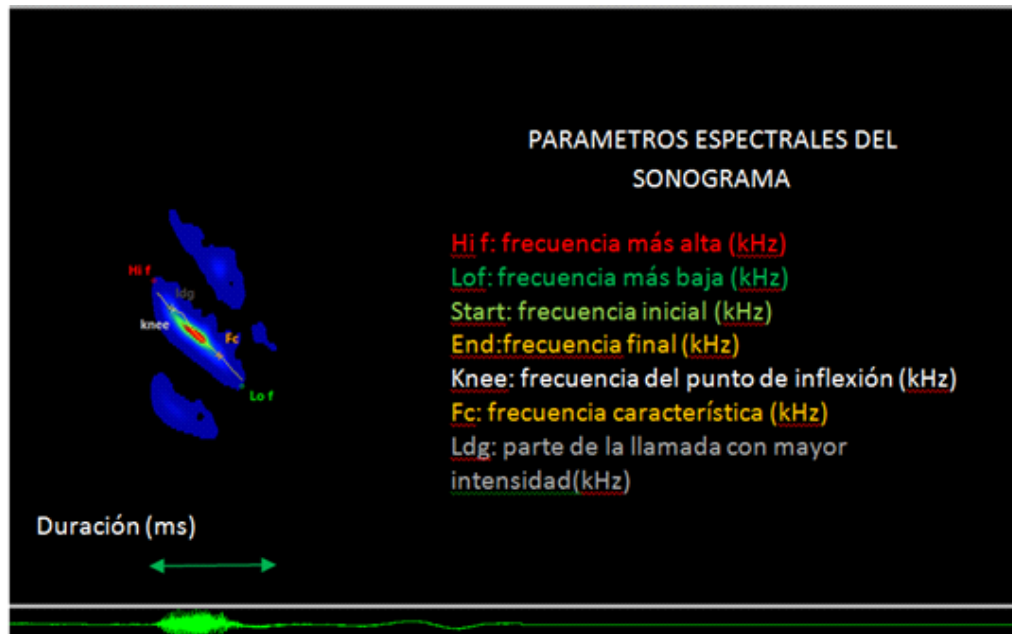 PARAMETROS ESPECTRALES DEL
SONOGRAMA
Hi f: frecuencia más alta (kHz)
Lof: frecuencia más baja (kHz)
Start: frecuencia inicial (kHz)
End:frecuencia final (kHz)
Knee: frecuencia del punto de inflexión (kHz)
Fc: frecuencia característica (kHz)
Ldg: parte de la llamada con mayor
intensidad(kHz)
Hi f
ldg
knee
Fc
Lo f
Duración (ms)